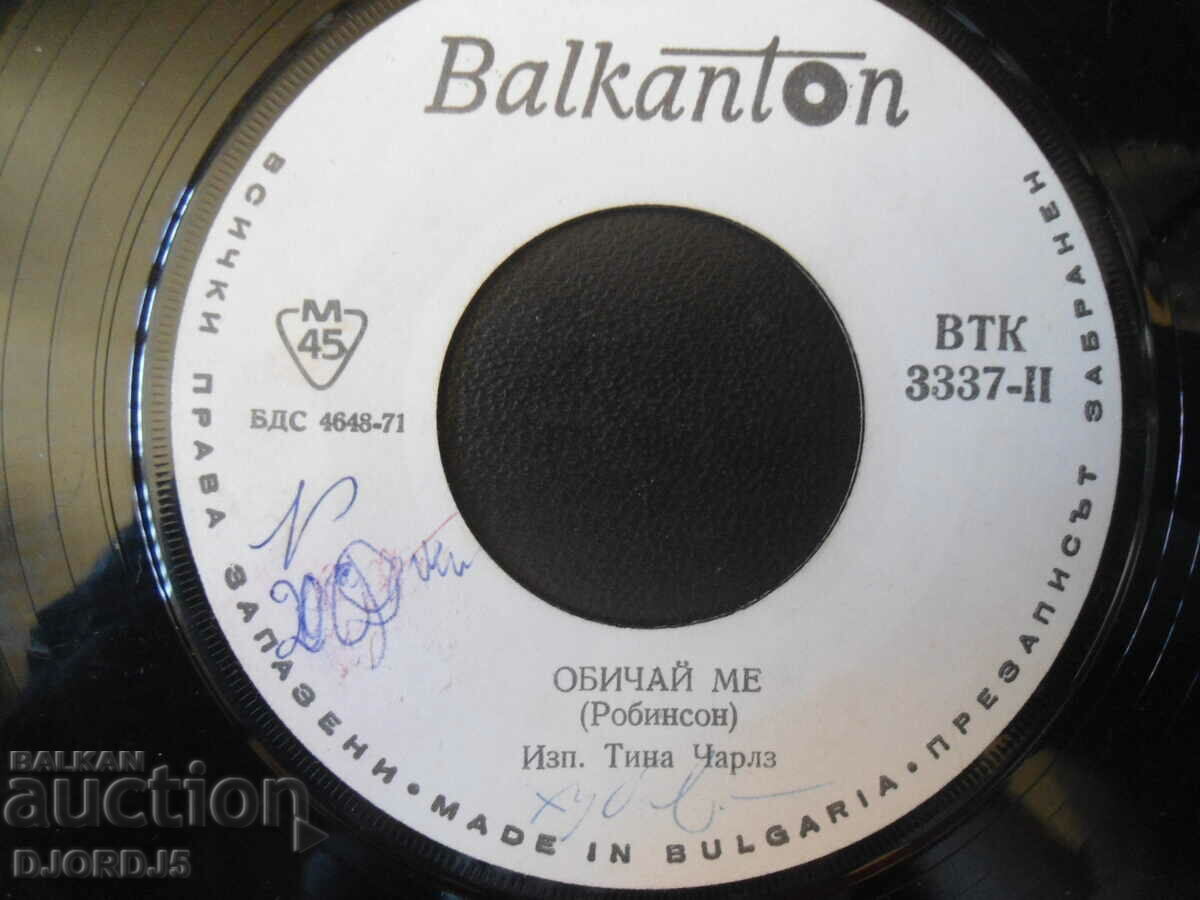 Balkanton
ВСИЧКИ ПРАВА ЗАПАЗЕНИ • MADE IN BULGARIA • ПРЕЗАПИСЪТ ЗАБРАНЕН
М
45
БДС 4648-71
ВТК
3337-II
ОБИЧАЙ МЕ
(Робинсон)
Изп. Тина Чарлз
BALKAN
auction
DJORDJ5